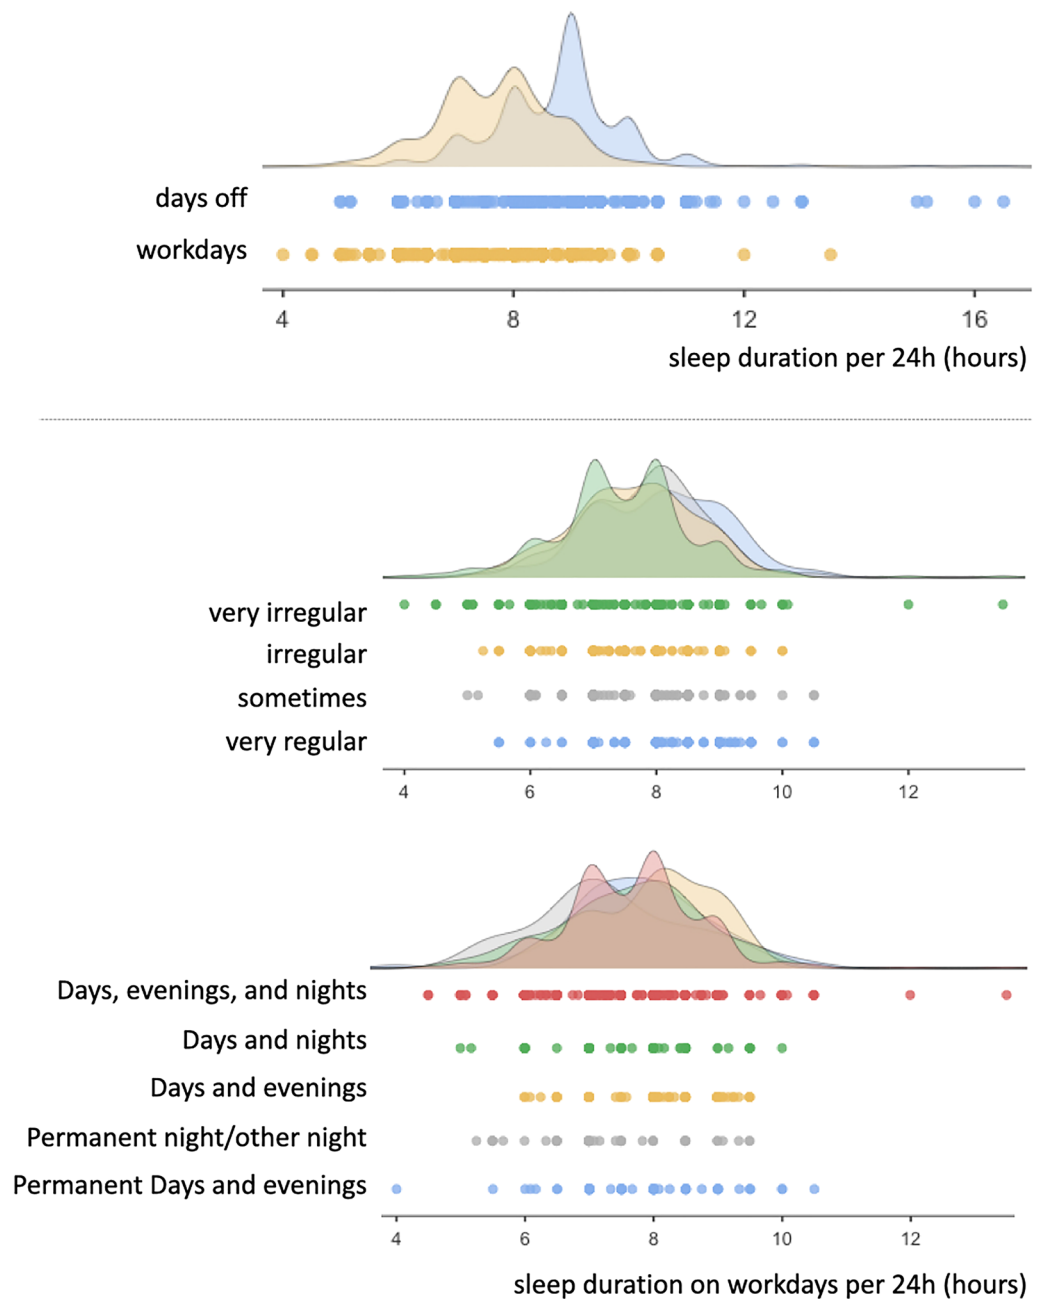 days off
workdays
4 8 12 16
sleep duration per 24h (hours)
very irregular
irregular
sometimes
very regular
4 6 8 10 12
Days, evenings, and nights
Days and nights
Days and evenings
Permanent night/other night
Permanent Days and evenings
4 6 8 10 12
sleep duration on workdays per 24h (hours)